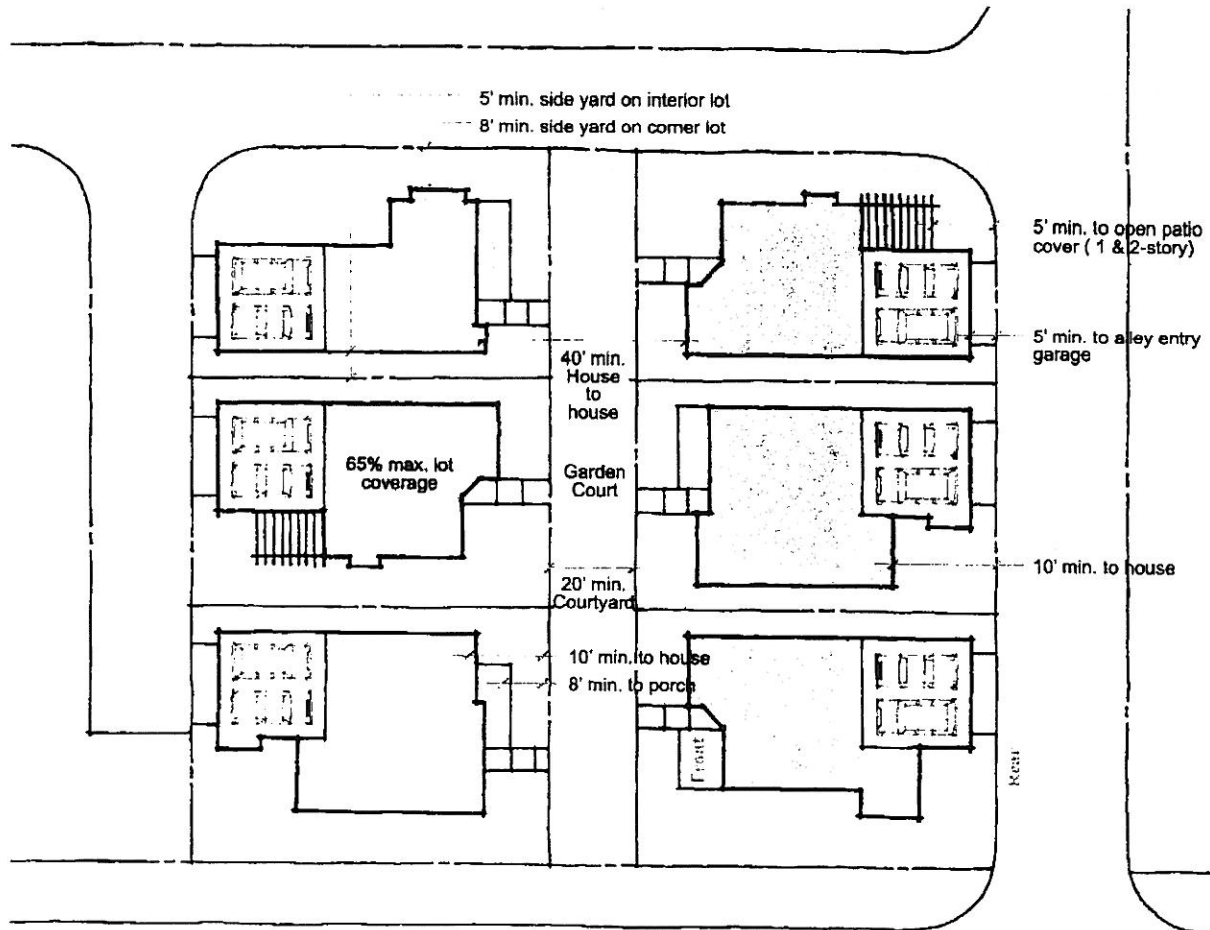 5' min. side yard on interior lot
8' min. side yard on corner lot
5' min. to open patio
cover ( 1 & 2-story)
5' min. to alley entry
garage
40' min.
House
to
house
65% max. lot
coverage
Garden
Court
10' min. to house
20' min.
Courtyard
10' min. to house
8' min. to porch
Front
Rear